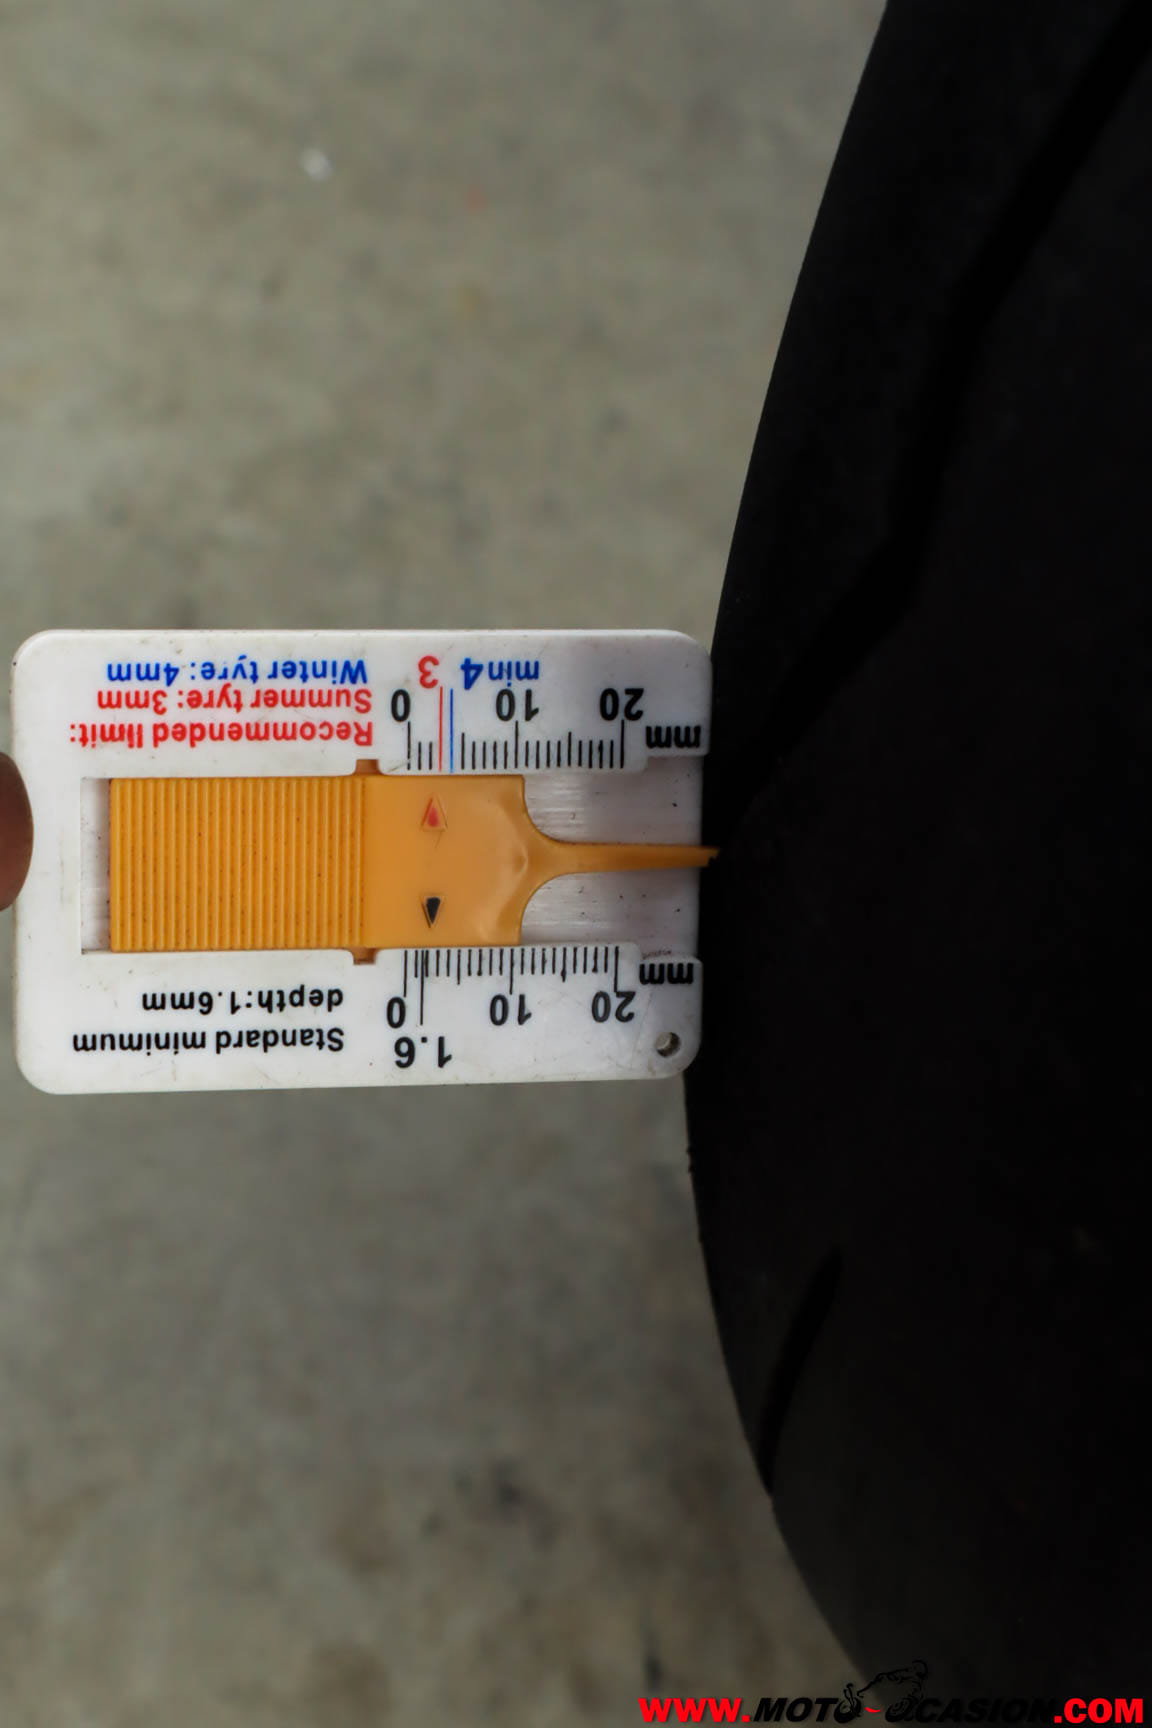 Standard minimum
depth:1.6mm
1.6
0 10 20
mm
0 10 20
mm
3 min4
Recommended limit:
Summer tyre: 3mm
Winter tyre: 4mm
WWW.MOTO-OCASION.COM